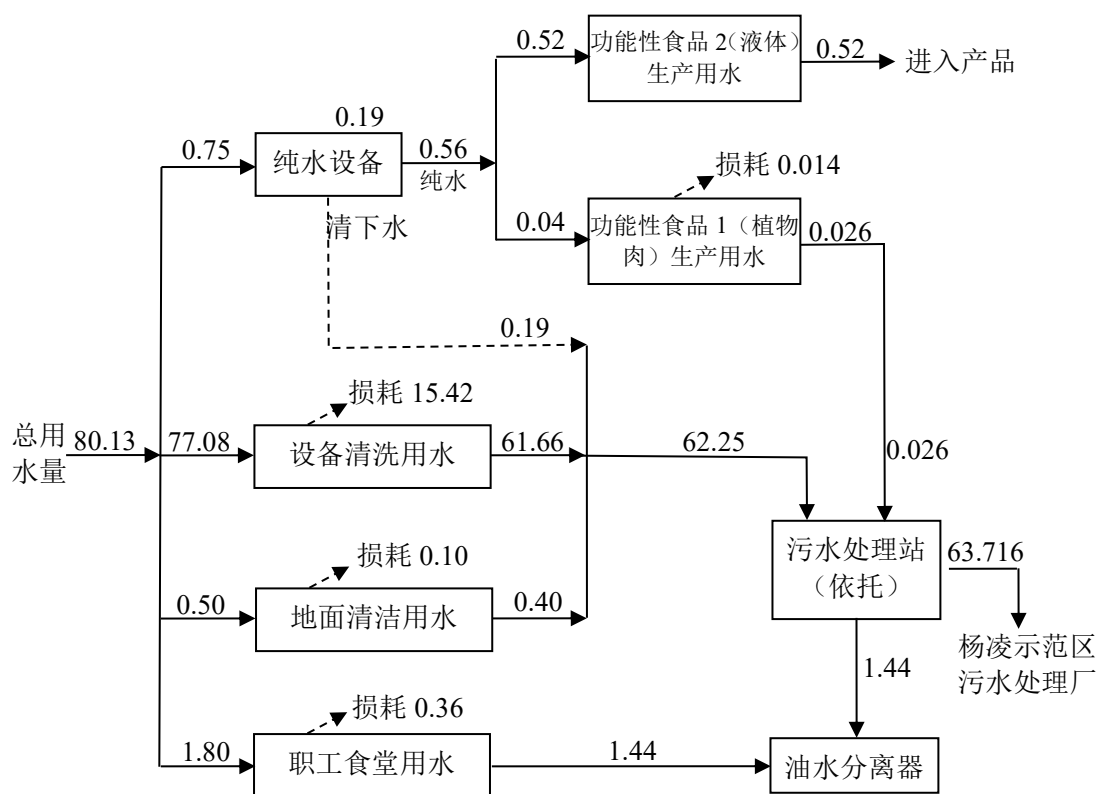 0.52
功能性食品 2（液体）
生产用水
0.52
进入产品
0.19
0.75
纯水设备
0.56
纯水
损耗 0.014
清下水
0.04
功能性食品 1（植物
肉）生产用水
0.026
0.19
损耗 15.42
总用
水量
80.13
77.08
设备清洗用水
61.66
62.25
0.026
损耗 0.10
污水处理站
（依托）
63.716
0.50
地面清洁用水
0.40
杨凌示范区
污水处理厂
1.44
损耗 0.36
1.80
职工食堂用水
1.44
油水分离器